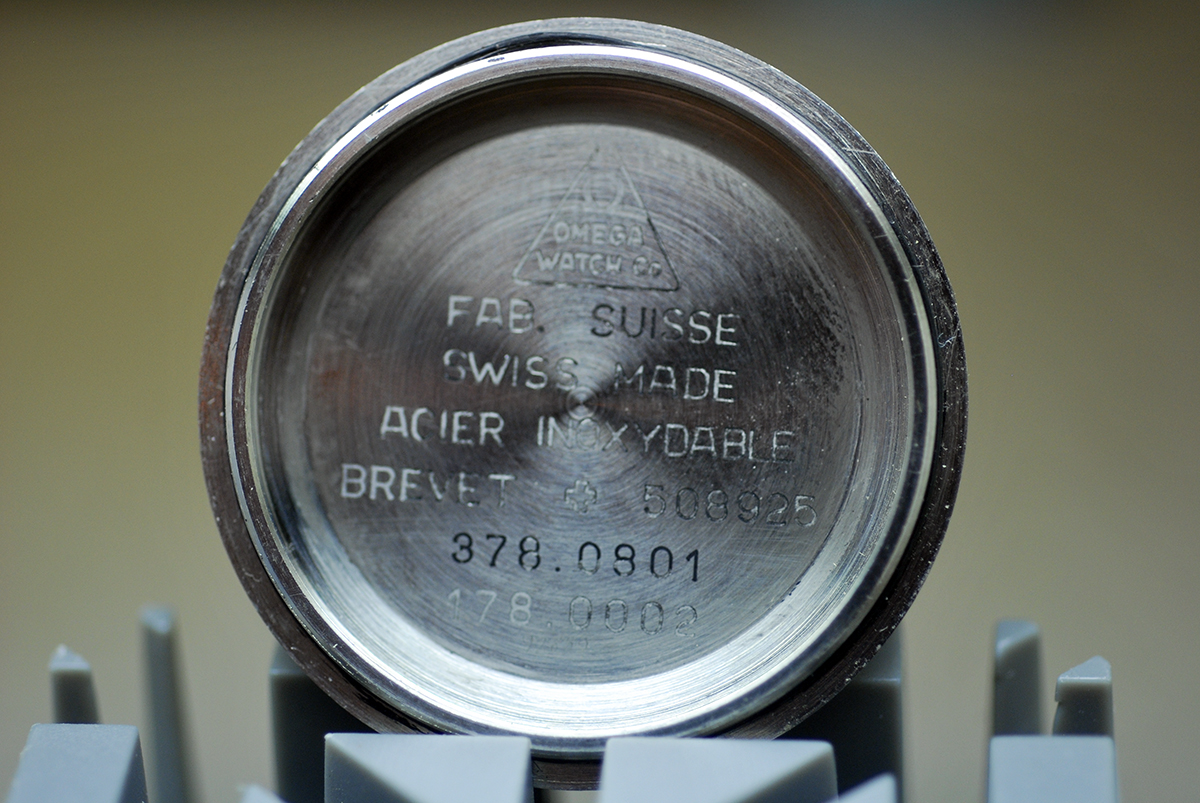 OMEGA
WATCH Co
FAB. SUISSE
SWISS MADE
ACIER INOXYDABLE
BREVET ✚ 508925
378.0801
178.0002